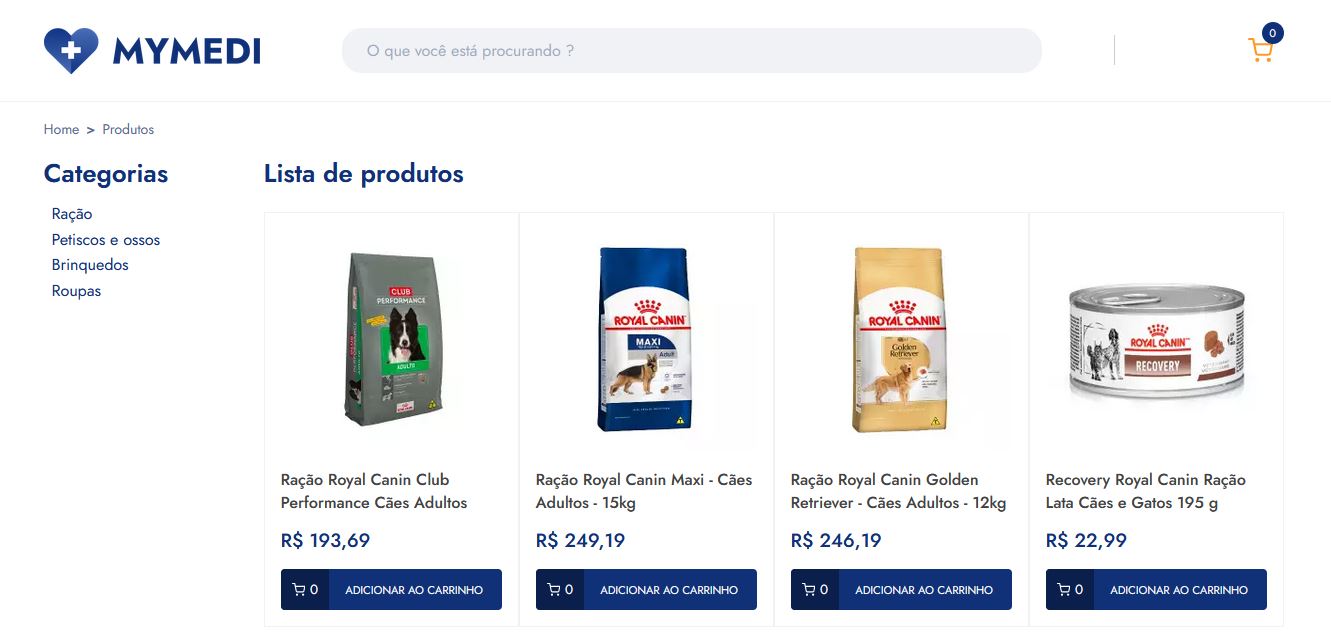 MYMEDI
O que você está procurando ?
0
Home > Produtos
Categorias
Ração
Petiscos e ossos
Brinquedos
Roupas
Lista de produtos
CLUB
PERFORMANCE
ADULTO
ROYAL CANIN
MAXI
Adult
ROYAL CANIN
Golden
Retriever
ROYAL CANIN
RECOVERY
Ração Royal Canin Club
Performance Cães Adultos
R$ 193,69
0 ADICIONAR AO CARRINHO
Ração Royal Canin Maxi - Cães
Adultos - 15kg
R$ 249,19
0 ADICIONAR AO CARRINHO
Ração Royal Canin Golden
Retriever - Cães Adultos - 12kg
R$ 246,19
0 ADICIONAR AO CARRINHO
Recovery Royal Canin Ração
Lata Cães e Gatos 195 g
R$ 22,99
0 ADICIONAR AO CARRINHO